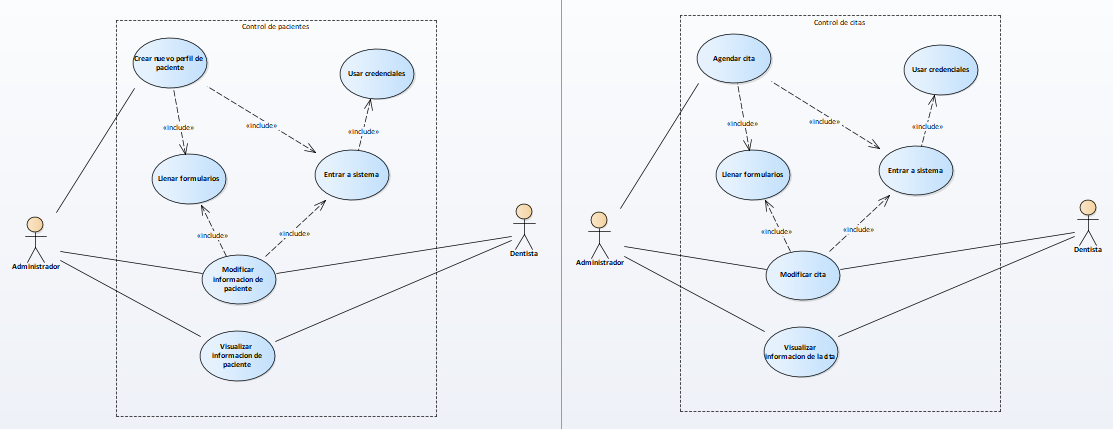 Control de pacientes
Crear nuevo perfil de
paciente
Usar credenciales
«include»
«include»
«include»
Llenar formularios
Entrar a sistema
«include»
«include»
Administrador
Dentista
Modificar
informacion de
paciente
Visualizar
informacion de
paciente
Control de citas
Agendar cita
Usar credenciales
«include»
«include»
«include»
Llenar formularios
Entrar a sistema
«include»
«include»
Administrador
Dentista
Modificar cita
Visualizar
informacion de la cita